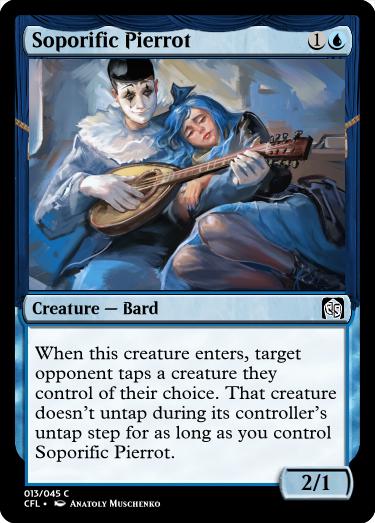 Soporific Pierrot 1
Creature — Bard
When this creature enters, target
opponent taps a creature they
control of their choice. That creature
doesn't untap during its controller's
untap step for as long as you control
Soporific Pierrot.
2/1
013/045 C
CFL • Anatoly Muschenko